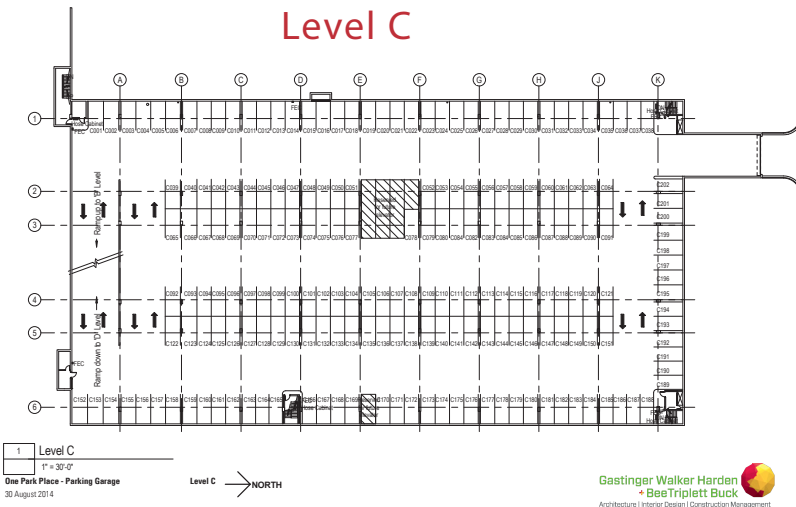 Level C
A B C D E F G H J K
FEC
1
Hose Cabinet
FEC
C001 C002 C003 C004 C005 C006 C007 C008 C009 C010 C011 C012 C013 C014 C015 C016 C017 C018 C019 C020 C021 C022 C023 C024 C025 C026 C027 C028 C029 C030 C031 C032 C033 C034 C035 C036 C037 C038
2
C039 C040 C041 C042 C043 C044 C045 C046 C047 C048 C049 C050 C051 C052 C053 C054 C055 C056 C057 C058 C059 C060 C061 C062 C063 C064
3
C065 C066 C067 C068 C069 C070 C071 C072 C073 C074 C075 C076 C077 C078 C079 C080 C081 C082 C083 C084 C085 C086 C087 C088 C089 C090 C091
Ramp up to 'B' Level
4
C092 C093 C094 C095 C096 C097 C098 C099 C100 C101 C102 C103 C104 C105 C106 C107 C108 C109 C110 C111 C112 C113 C114 C115 C116 C117 C118 C119 C120 C121
5
C122 C123 C124 C125 C126 C127 C128 C129 C130 C131 C132 C133 C134 C135 C136 C137 C138 C139 C140 C141 C142 C143 C144 C145 C146 C147 C148 C149 C150 C151
Ramp down to 'D' Level
FEC
6
C152 C153 C154 C155 C156 C157 C158 C159 C160 C161 C162 C163 C164 C165 C166 C167 C168 C169 C170 C171 C172 C173 C174 C175 C176 C177 C178 C179 C180 C181 C182 C183 C184 C185 C186 C187 C188
FEC
Hose Cabinet
C202
C201
C200
C199
C198
C197
C196
C195
C194
C193
C192
C191
C190
C189
1 Level C
1" = 30'-0"
One Park Place - Parking Garage
30 August 2014
Level C
NORTH
Gastinger Walker Harden
+ BeeTriplett Buck
Architecture | Interior Design | Construction Management